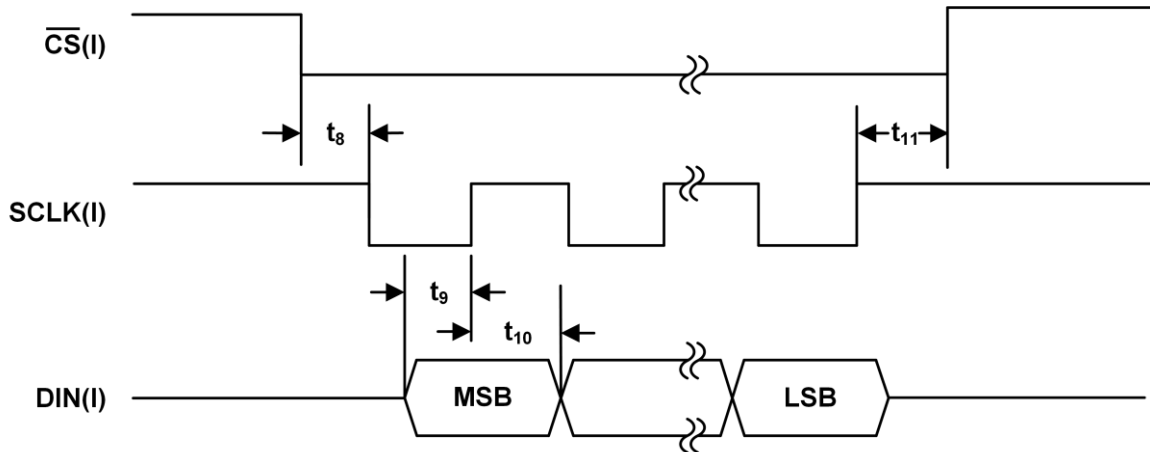 CS(I)
t8
t11
SCLK(I)
t9
t10
DIN(I)
MSB
LSB